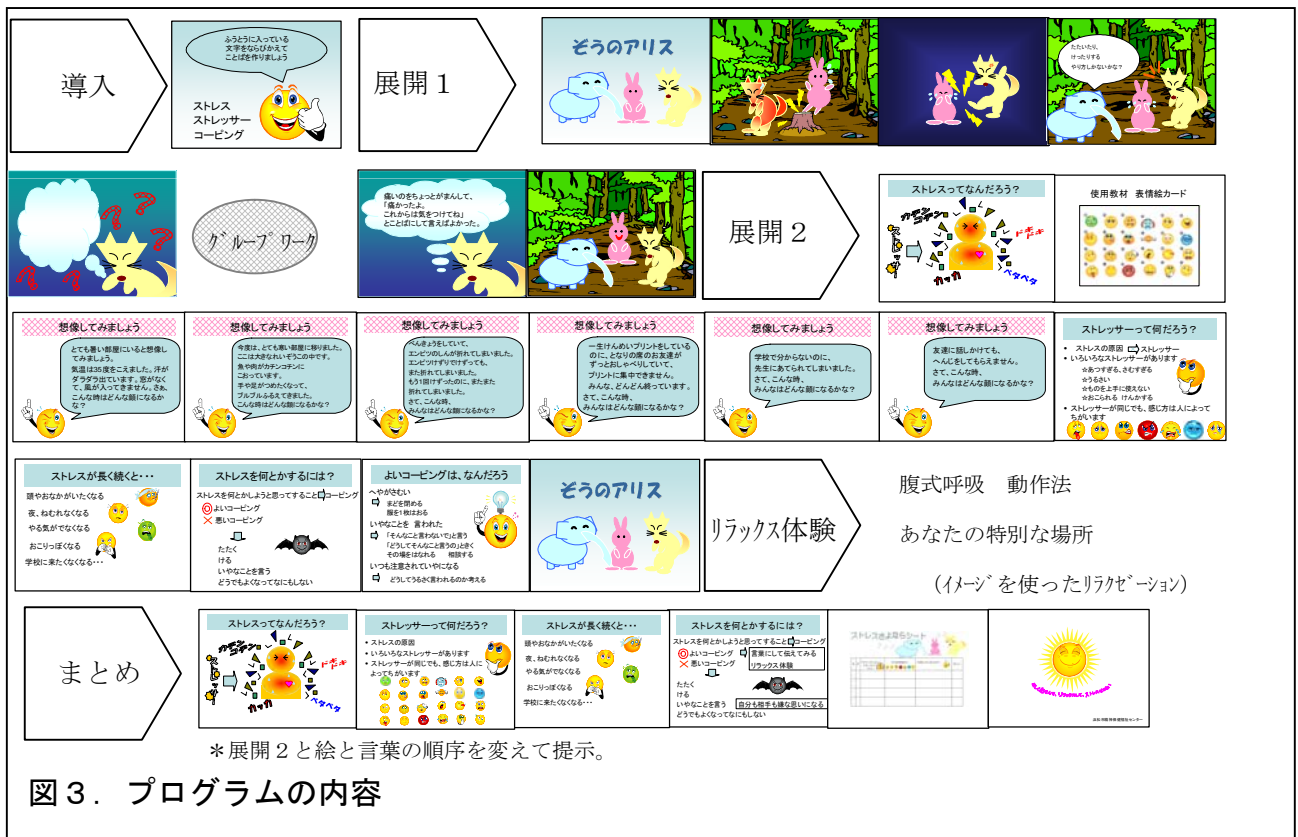 導入
ふうとうに入っている
文字をならびかえて
ことばを作りましょう
ストレス
ストレッサー
コーピング
展開１
ぞうのアリス
たたいたり、
けったりする
やり方しかないかな？
ｸﾞﾙｰﾌﾟﾜｰｸ
痛いのをちょっとがまんして、
「痛かったよ。
これからは気をつけてね」
とことばにして言えばよかった。
展開２
ストレスってなんだろう？
ガチン
ゴチン
ドキ
ドキ
ストレッサー
カッカ
ベタベタ
使用教材　表情絵カード
想像してみましょう
とても暑い部屋にいると想像し
てみましょう。
気温は35度をこえました。汗が
ダラダラ出ています。窓がなく
て、風が入ってきません。さぁ、
こんな時はどんな顔になるか
な？
想像してみましょう
今度は、とても寒い部屋に移りました。
ここは大きなれいぞうこの中です。
魚や肉がカチンコチンに
こおっています。
手や足がつめたくなって、
ブルブルふるえてきました。
こんな時はどんな顔になるかな？
想像してみましょう
べんきょうをしていて、
エンピツのしんが折れてしまいました。
エンピツけずりでけずっても、
また折れてしまいました。
もう1回けずったのに、またまた
折れてしまいました。
さて、こんな時、
みんなはどんな顔になるかな？
想像してみましょう
一生けんめいプリントをしている
のに、となりの席のお友達が
ずっとおしゃべりしていて、
プリントに集中できません。
みんな、どんどん終っています。
さて、こんな時、
みんなはどんな顔になるかな？
想像してみましょう
学校で分からないのに、
先生にあてられてしまいました。
さて、こんな時、
みんなはどんな顔になるかな？
想像してみましょう
友達に話しかけても、
へんじをしてもらえません。
さて、こんな時、
みんなはどんな顔になるかな？
ストレッサーって何だろう？
• ストレスの原因 ⇨ ストレッサー
• いろいろなストレッサーがあります
☆あつすぎる、さむすぎる
☆うるさい
☆ものを上手に使えない
☆おこられる　けんかする
• ストレッサーが同じでも、感じ方は人によって
ちがいます
ストレスが長く続くと・・・
頭やおなかがいたくなる
夜、ねむれなくなる
やる気がでなくなる
おこりっぽくなる
学校に来たくなくなる・・・
ストレスを何とかするには？
ストレスを何とかしようと思ってすること⇨コーピング
◎よいコーピング
×悪いコーピング
たたく
ける
いやなことを言う
どうでもよくなってなにもしない
よいコーピングは、なんだろう
へやがさむい
⇨ まどを閉める
服を1枚はおる
いやなことを 言われた
⇨ 「そんなこと言わないで」と言う
「どうしてそんなこと言うの」ときく
その場をはなれる　相談する
いつも注意されていやになる
⇨ どうしてうるさく言われるのか考える
ぞうのアリス
ﾘﾗｯｸｽ体験
腹式呼吸　動作法
あなたの特別な場所
（ｲﾒｰｼﾞを使ったﾘﾗｸｾﾞｰｼｮﾝ）
まとめ
ストレスってなんだろう？
ガチン
ゴチン
ドキ
ドキ
ストレッサー
カッカ
ベタベタ
ストレッサーって何だろう？
• ストレスの原因
• いろいろなストレッサーがあります
• ストレッサーが同じでも、感じ方は人に
よってちがいます
ストレスが長く続くと・・・
頭やおなかがいたくなる
夜、ねむれなくなる
やる気がでなくなる
おこりっぽくなる
学校に来たくなくなる・・・
ストレスを何とかするには？
ストレスを何とかしようと思ってすること⇨コーピング
◎よいコーピング ⇨ 言葉にして伝えてみる
×悪いコーピング リラックス体験
たたく
ける
いやなことを言う 自分も相手も嫌な思いになる
どうでもよくなってなにもしない
ストレスさよならシート
＊展開２と絵と言葉の順序を変えて提示。
図３．プログラムの内容